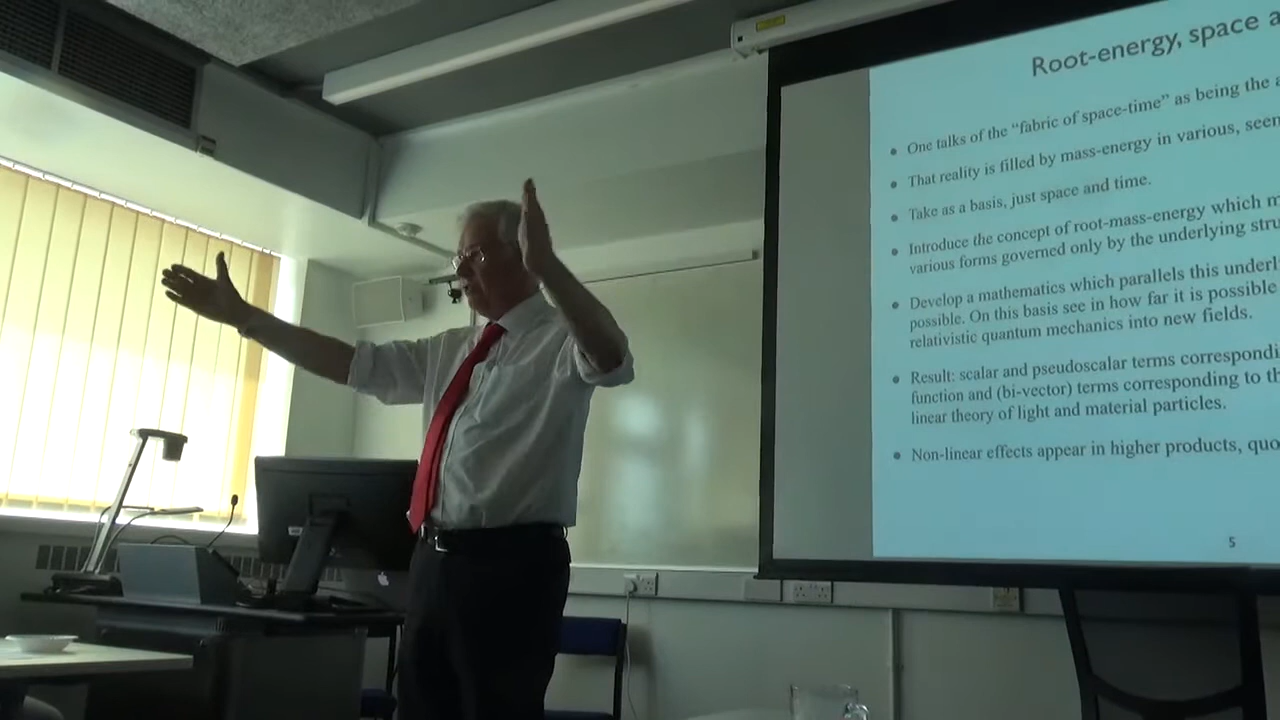 Root-energy, space a
• One talks of the “fabric of space-time” as being the a
• That reality is filled by mass-energy in various, seem
• Take as a basis, just space and time.
• Introduce the concept of root-mass-energy which m
various forms governed only by the underlying stru
• Develop a mathematics which parallels this underl
possible. On this basis see in how far it is possible
relativistic quantum mechanics into new fields.
• Result: scalar and pseudoscalar terms correspondi
function and (bi-vector) terms corresponding to th
linear theory of light and material particles.
• Non-linear effects appear in higher products, quo
5